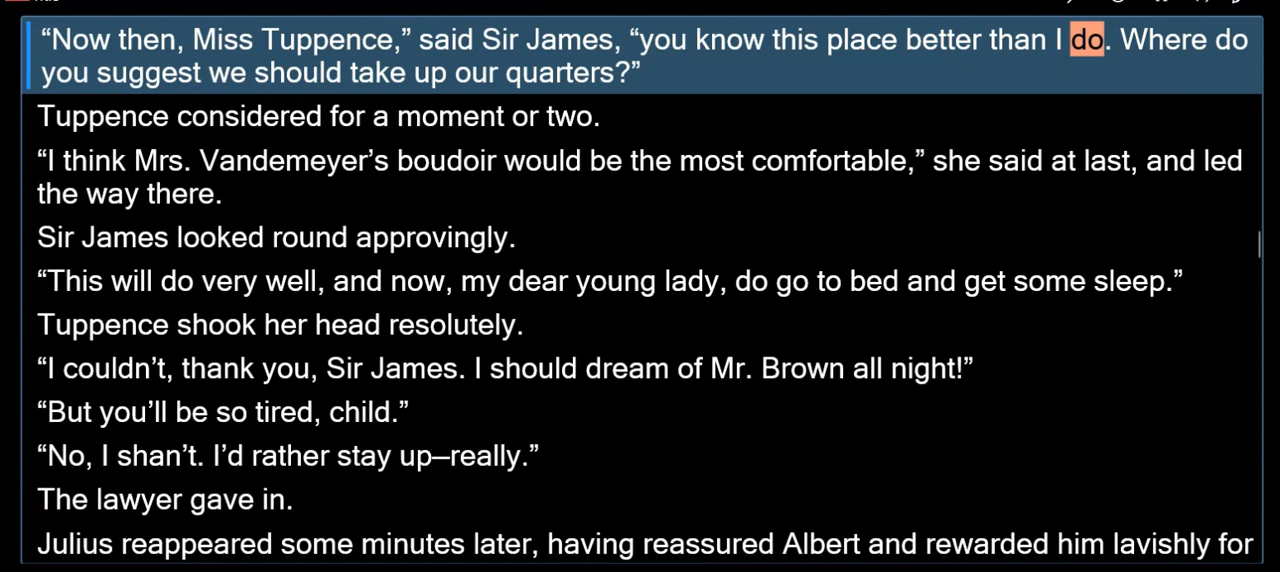 “Now then, Miss Tuppence,” said Sir James, “you know this place better than I do. Where do
you suggest we should take up our quarters?”
Tuppence considered for a moment or two.
“I think Mrs. Vandemeyer’s boudoir would be the most comfortable,” she said at last, and led
the way there.
Sir James looked round approvingly.
“This will do very well, and now, my dear young lady, do go to bed and get some sleep.”
Tuppence shook her head resolutely.
“I couldn’t, thank you, Sir James. I should dream of Mr. Brown all night!”
“But you’ll be so tired, child.”
“No, I shan’t. I’d rather stay up—really.”
The lawyer gave in.
Julius reappeared some minutes later, having reassured Albert and rewarded him lavishly for